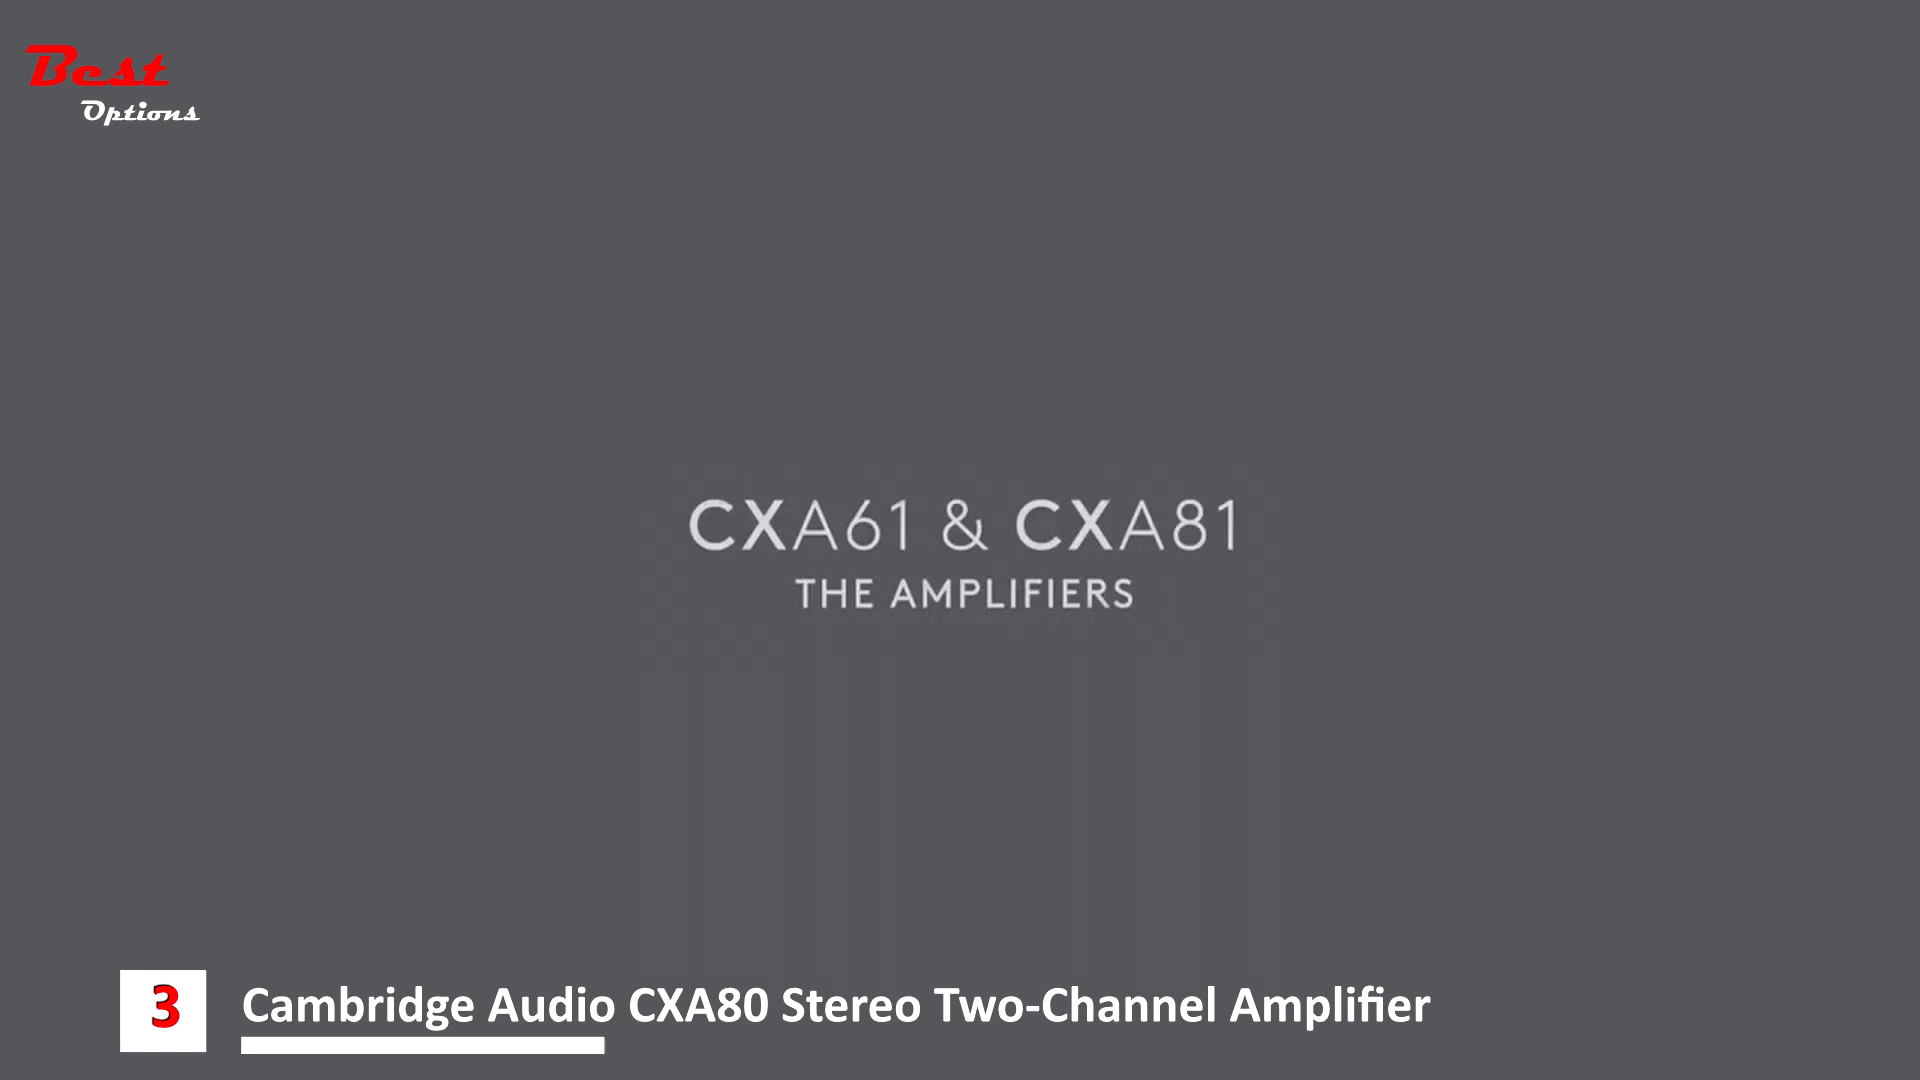 Best
Options
CXA61 & CXA81
THE AMPLIFIERS
3
Cambridge Audio CXA80 Stereo Two-Channel Amplifier